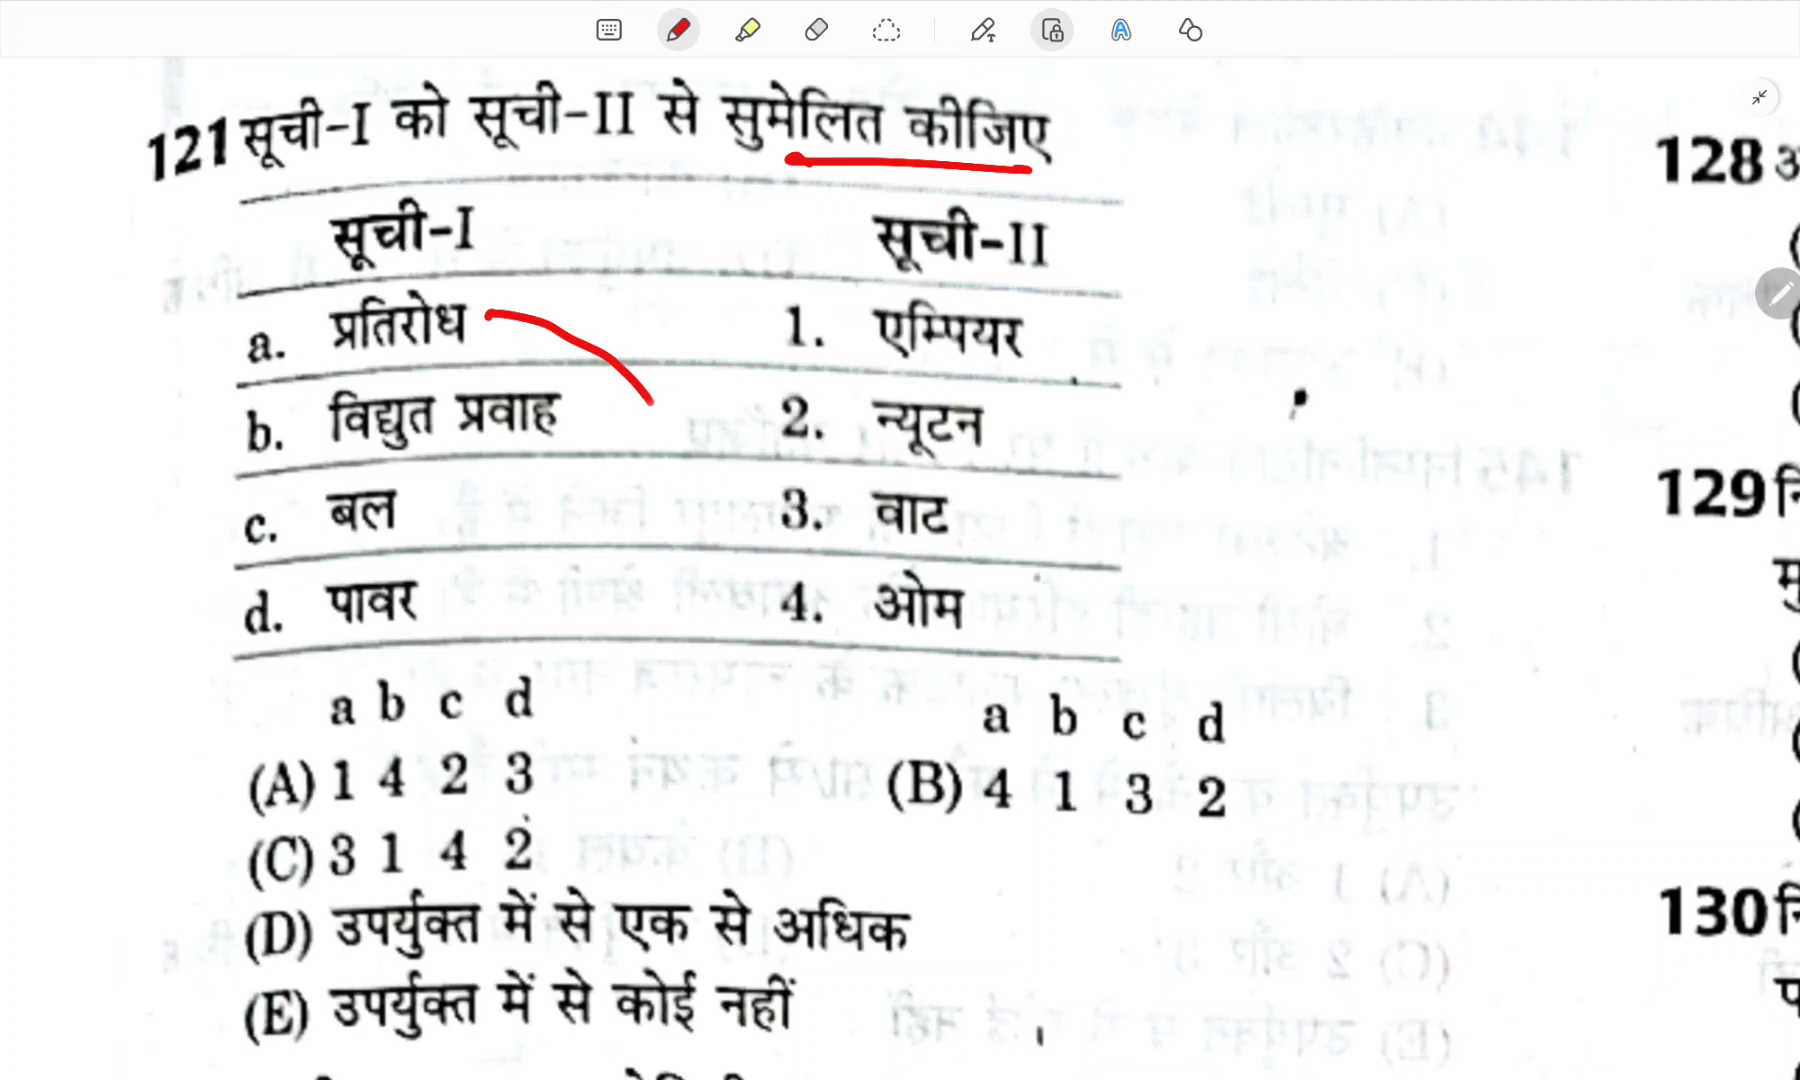 121 सूची-I को सूची-II से सुमेलित कीजिए
सूची-I सूची-II
a. प्रतिरोध 1. एम्पियर
b. विद्युत प्रवाह 2. न्यूटन
c. बल 3. वाट
d. पावर 4. ओम
a b c d a b c d
(A) 1 4 2 3 (B) 4 1 3 2
(C) 3 1 4 2
(D) उपर्युक्त में से एक से अधिक
(E) उपर्युक्त में से कोई नहीं
128
129
130